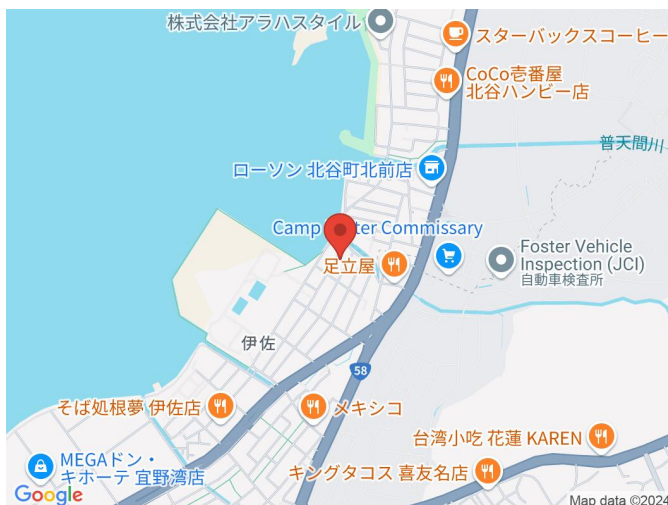 株式会社アラハスタイル
スターバックスコーヒー
CoCo壱番屋
北谷ハンビー店
普天間川
ローソン 北谷町北前店
Commissary
足立屋
Foster Vehicle
Inspection (JCI)
自動車検査所
伊佐
58
そば処根夢 伊佐店
メキシコ
台湾小吃 花蓮 KAREN
MEGAドン・
キホーテ 宜野湾店
キングタコス 喜友名店
Google
Map data ©2024